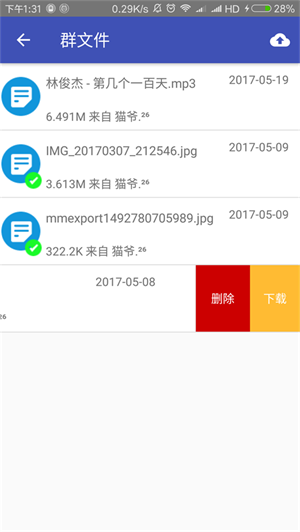 下午1:31
0.29K/s
HD
28%
群文件
林俊杰 - 第几个一百天.mp3
2017-05-19
6.491M 来自 猫爷.²⁶
IMG_20170307_212546.jpg
2017-05-09
3.613M 来自 猫爷.²⁶
mmexport1492780705989.jpg
2017-05-09
322.2K 来自 猫爷.²⁶
2017-05-08
删除
下载
²⁶